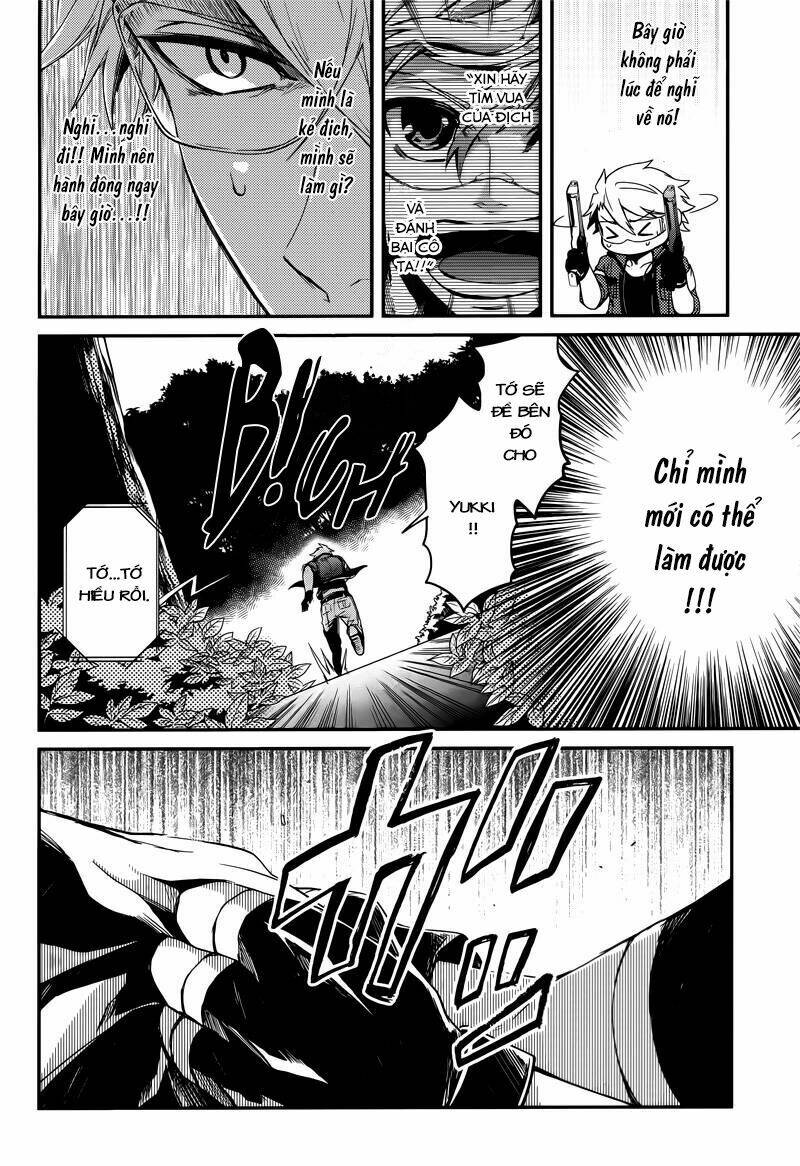 Bây giờ
không phải
lúc để nghĩ
về nó!
"XIN HÃY
TÌM VUA
CỦA ĐỊCH
VÀ
ĐÁNH
BẠI CÔ
TA!!"
Nếu
mình là
kẻ địch,
mình sẽ
làm gì?
Nghĩ...nghĩ
đi!! Mình nên
hành động ngay
bây giờ...!!
Chỉ mình
mới có thể
làm được
!!!
TỚ SẼ
ĐỂ BÊN
ĐÓ
CHO
YUKKI
!!
BỊCH
TỚ...TỚ
HIỂU RỒI.